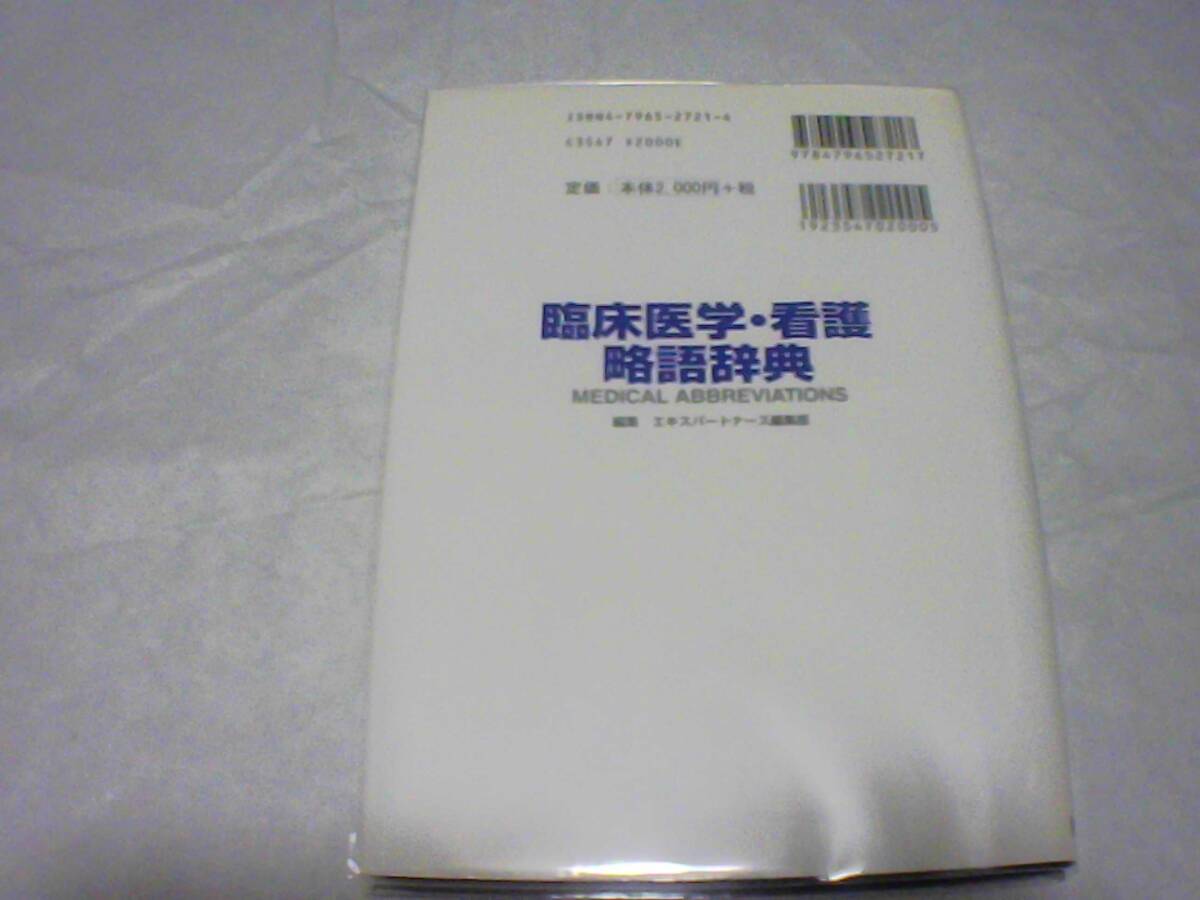 ISBN4-7965-2721-4
C3547 ¥2000E
9784796527217
定価：本体2,000円+税
1923547020005
臨床医学・看護
略語辞典
MEDICAL ABBREVIATIONS
編集 エキスパートナース編集部